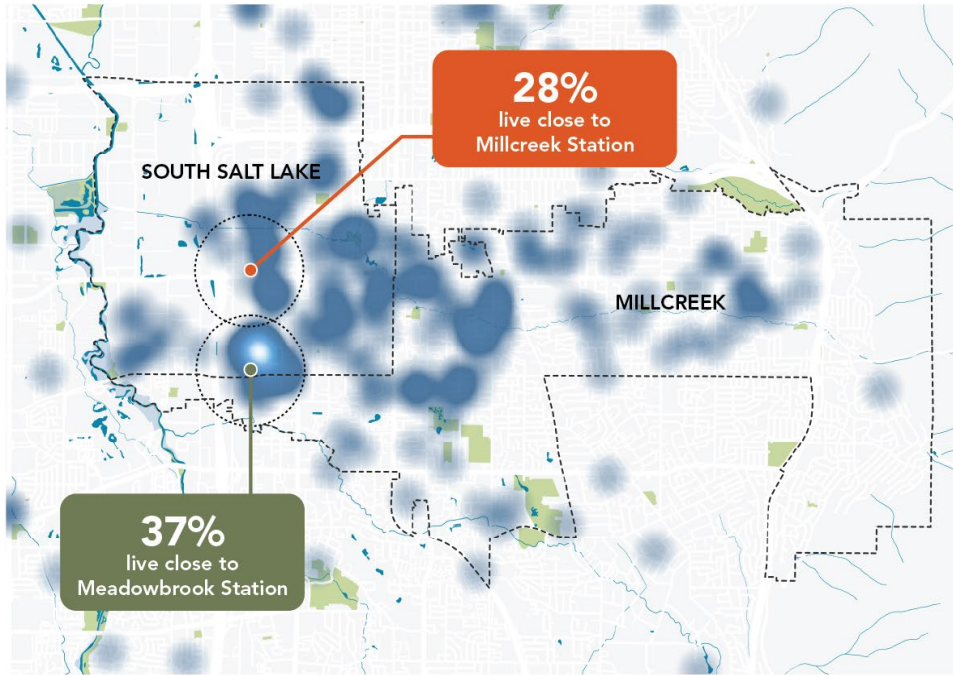 28%
live close to
Millcreek Station
SOUTH SALT LAKE
MILLCREEK
37%
live close to
Meadowbrook Station